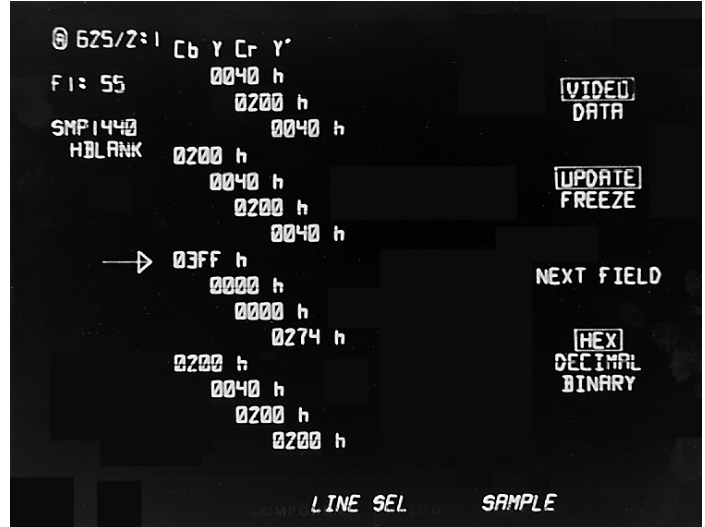 Ⓡ 625/2:1
Cb Y Cr Y'
F1: 55
SMP1440
HBLANK
0040 h
0200 h
0040 h
0200 h
0040 h
0200 h
0040 h
03FF h
0000 h
0000 h
0274 h
0200 h
0040 h
0200 h
0200 h
VIDEO
DATA
UPDATE
FREEZE
NEXT FIELD
HEX
DECIMAL
BINARY
LINE SEL
SAMPLE